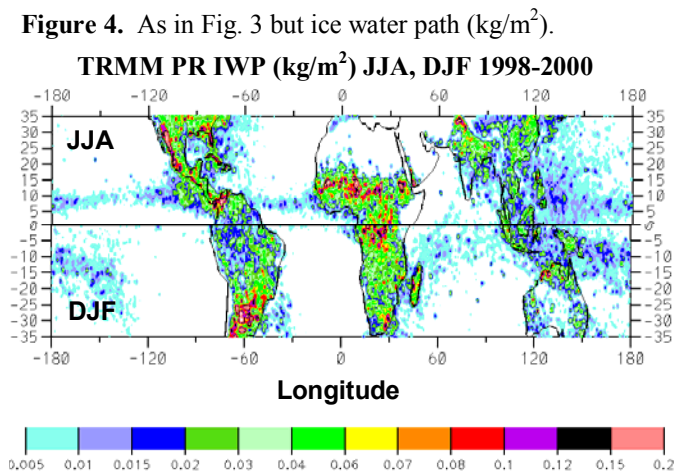 Figure 4. As in Fig. 3 but ice water path (kg/m²).
TRMM PR IWP (kg/m²) JJA, DJF 1998-2000
-180 -120 -60 0 60 120 180
35 35
30 30
25 25
JJA
20 20
15 15
10 10
5 5
0 0
-5 -5
-10 -10
-15 -15
-20 -20
-25 -25
DJF
-30 -30
-35 -35
-180 -120 -60 0 60 120 180
Longitude
0.005 0.01 0.015 0.02 0.03 0.04 0.06 0.07 0.08 0.1 0.12 0.15 0.2